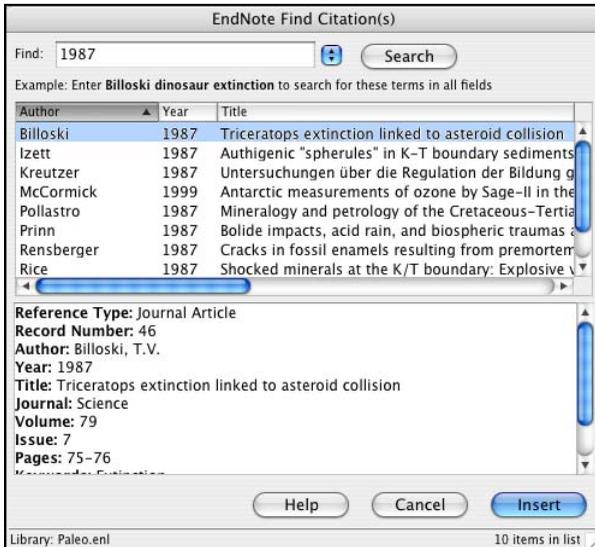 EndNote Find Citation(s)
Find: 1987 Search
Example: Enter Billoski dinosaur extinction to search for these terms in all fields
Author Year Title
Billoski 1987 Triceratops extinction linked to asteroid collision
Izett 1987 Authigenic "spherules" in K-T boundary sediments
Kreutzer 1987 Untersuchungen über die Regulation der Bildung g
McCormick 1999 Antarctic measurements of ozone by Sage-II in the
Pollastro 1987 Mineralogy and petrology of the Cretaceous-Tertia
Prinn 1987 Bolide impacts, acid rain, and biospheric traumas a
Rensberger 1987 Cracks in fossil enamels resulting from premortem
Rice 1987 Shocked minerals at the K/T boundary: Explosive v
Reference Type: Journal Article
Record Number: 46
Author: Billoski, T.V.
Year: 1987
Title: Triceratops extinction linked to asteroid collision
Journal: Science
Volume: 79
Issue: 7
Pages: 75-76
Keywords: Extinction
Help Cancel Insert
Library: Paleo.enl 10 items in list